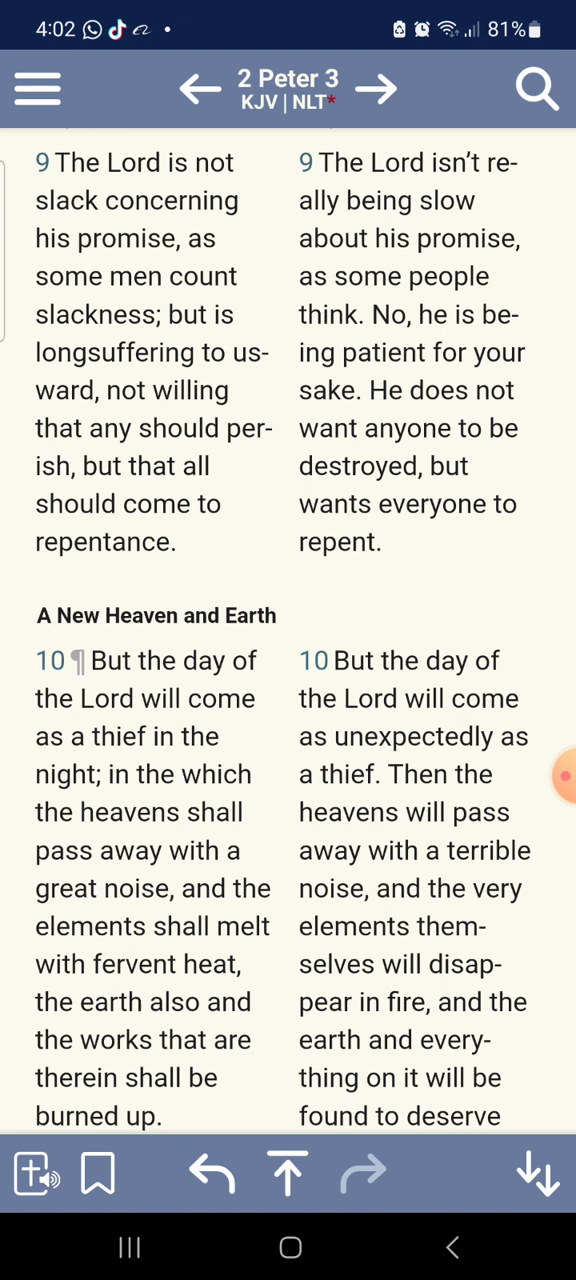 4:02
81%
2 Peter 3
KJV | NLT*
9 The Lord is not
slack concerning
his promise, as
some men count
slackness; but is
longsuffering to us-
ward, not willing
that any should per-
ish, but that all
should come to
repentance.
9 The Lord isn’t re-
ally being slow
about his promise,
as some people
think. No, he is be-
ing patient for your
sake. He does not
want anyone to be
destroyed, but
wants everyone to
repent.
A New Heaven and Earth
10 ¶ But the day of
the Lord will come
as a thief in the
night; in the which
the heavens shall
pass away with a
great noise, and the
elements shall melt
with fervent heat,
the earth also and
the works that are
therein shall be
burned up.
10 But the day of
the Lord will come
as unexpectedly as
a thief. Then the
heavens will pass
away with a terrible
noise, and the very
elements them-
selves will disap-
pear in fire, and the
earth and every-
thing on it will be
found to deserve